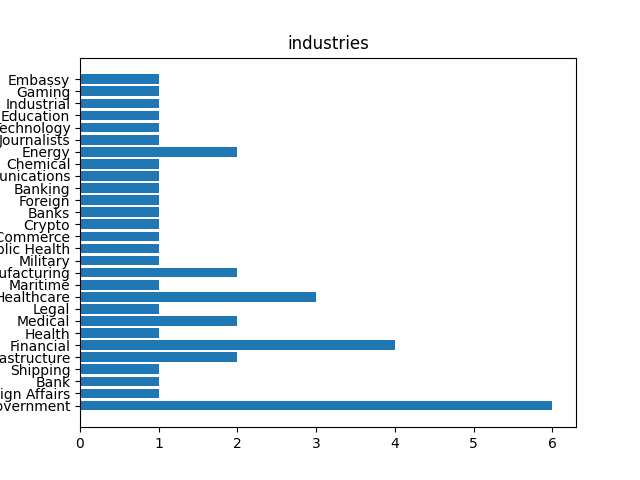 industries
Embassy
Gaming
Industrial
Education
echnology
Journalists
Energy
Chemical
unications
Banking
Foreign
Banks
Crypto
Commerce
blic Health
Military
ufacturing
Maritime
Healthcare
Legal
Medical
Health
Financial
astructure
Shipping
Bank
ign Affairs
overnment
0 1 2 3 4 5 6